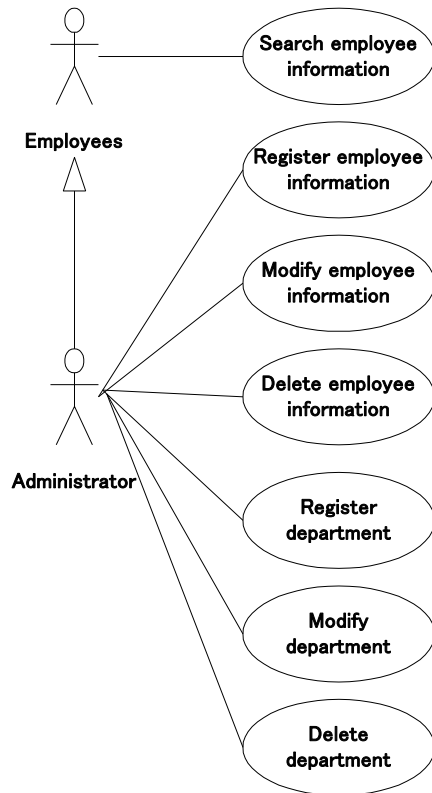 Search employee
information
Employees
Register employee
information
Modify employee
information
Delete employee
information
Administrator
Register
department
Modify
department
Delete
department